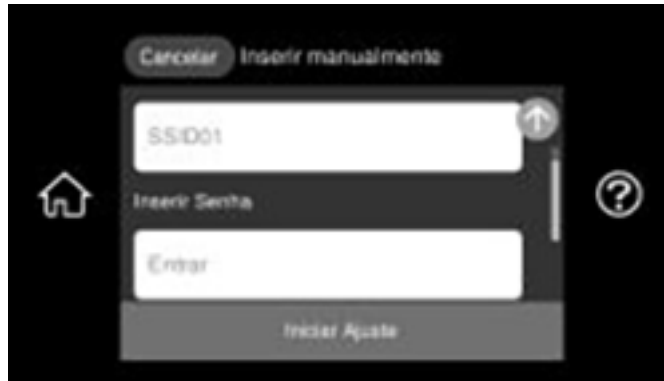 Cancelar Inserir manualmente
SSID01
Inserir Senha
Entrar
Iniciar Ajuste